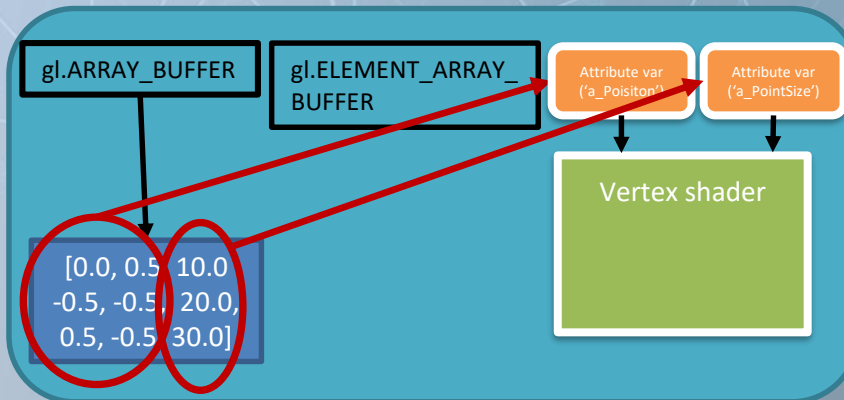 gl.ARRAY_BUFFER
gl.ELEMENT_ARRAY_
BUFFER
Attribute var
(‘a_Poisiton’)
Attribute var
(‘a_PointSize’)
Vertex shader
[0.0, 0.5, 10.0
-0.5, -0.5, 20.0,
0.5, -0.5, 30.0]